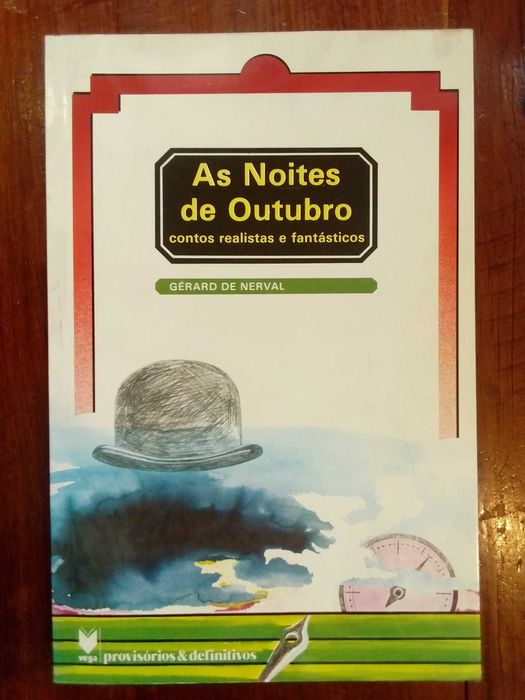 As Noites
de Outubro
contos realistas e fantásticos
GÉRARD DE NERVAL
vega
provisórios & definitivos